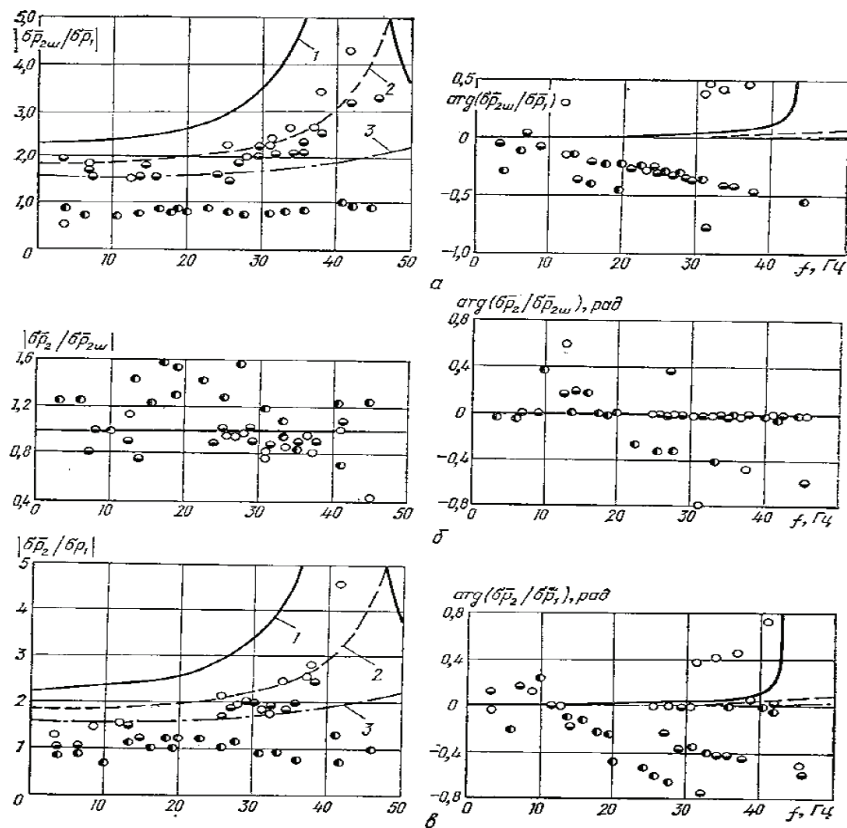 |δp̄₂ш/δp̄₁|
5,0
4,0
3,0
2,0
1,0
0
1
2
3
0 10 20 30 40 50
arg(δp̄₂ш/δp̄₁)
0,5
0
-0,5
-1,0
0 20 40 f, Гц
а
|δp̄₂/δp̄₂ш|
1,6
1,2
0,8
0,4
0 10 20 30 40 50
arg(δp̄₂/δp̄₂ш), рад
0,8
0,4
0
-0,4
-0,8
0 10 20 30 40 f, Гц
б
|δp̄₂/δp₁|
5
4
3
2
1
0
1
2
3
0 10 20 30 40 50
arg(δp̄₂/δp̄₁), рад
0,8
0,4
0
-0,4
-0,8
0 10 20 30 40 f, Гц
в